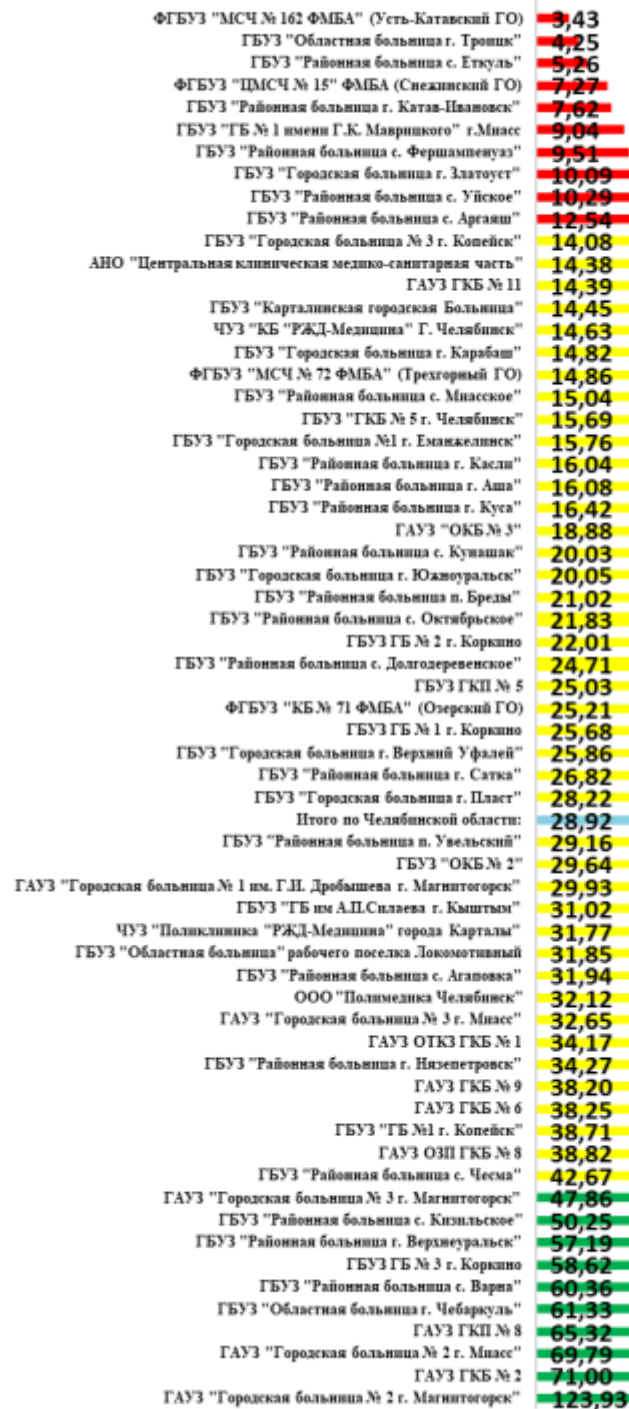 ФГБУЗ "МСЧ № 162 ФМБА" (Усть-Катавский ГО) 3,43
ГБУЗ "Областная больница г. Троицк" 4,25
ГБУЗ "Районная больница с. Еткуль" 5,26
ФГБУЗ "ЦМСЧ № 15" ФМБА (Снежинский ГО) 7,27
ГБУЗ "Районная больница г. Катав-Ивановск" 7,62
ГБУЗ "ГБ № 1 имени Г.К. Маврицкого" г.Миасс 9,04
ГБУЗ "Районная больница с. Фершампенуаз" 9,51
ГБУЗ "Городская больница г. Златоуст" 10,09
ГБУЗ "Районная больница с. Уйское" 10,29
ГБУЗ "Районная больница с. Аргаяш" 12,54
ГБУЗ "Городская больница № 3 г. Копейск" 14,08
АНО "Центральная клиническая медико-санитарная часть" 14,38
ГАУЗ ГКБ № 11 14,39
ГБУЗ "Карталинская городская Больница" 14,45
ЧУЗ "КБ "РЖД-Медицина" Г. Челябинск" 14,63
ГБУЗ "Городская больница г. Карабаш" 14,82
ФГБУЗ "МСЧ № 72 ФМБА" (Трехгорный ГО) 14,86
ГБУЗ "Районная больница с. Миасское" 15,04
ГБУЗ "ГКБ № 5 г. Челябинск" 15,69
ГБУЗ "Городская больница №1 г. Еманжелинск" 15,76
ГБУЗ "Районная больница г. Касли" 16,04
ГБУЗ "Районная больница г. Аша" 16,08
ГБУЗ "Районная больница г. Куса" 16,42
ГАУЗ "ОКБ № 3" 18,88
ГБУЗ "Районная больница с. Кунашак" 20,03
ГБУЗ "Городская больница г. Южноуральск" 20,05
ГБУЗ "Районная больница п. Бреды" 21,02
ГБУЗ "Районная больница с. Октябрьское" 21,83
ГБУЗ ГБ № 2 г. Коркино 22,01
ГБУЗ "Районная больница с. Долгодеревенское" 24,71
ГБУЗ ГКП № 5 25,03
ФГБУЗ "КБ № 71 ФМБА" (Озерский ГО) 25,21
ГБУЗ ГБ № 1 г. Коркино 25,68
ГБУЗ "Городская больница г. Верхний Уфалей" 25,86
ГБУЗ "Районная больница г. Сатка" 26,82
ГБУЗ "Городская больница г. Пласт" 28,22
Итого по Челябинской области: 28,92
ГБУЗ "Районная больница п. Увельский" 29,16
ГБУЗ "ОКБ № 2" 29,64
ГАУЗ "Городская больница № 1 им. Г.И. Дробышева г. Магнитогорск" 29,93
ГБУЗ "ГБ им А.П.Силаева г. Кыштым" 31,02
ЧУЗ "Поликлиника "РЖД-Медицина" города Карталы" 31,77
ГБУЗ "Областная больница" рабочего поселка Локомотивный 31,85
ГБУЗ "Районная больница с. Агаповка" 31,94
ООО "Полимедика Челябинск" 32,12
ГАУЗ "Городская больница № 3 г. Миасс" 32,65
ГАУЗ ОТКЗ ГКБ № 1 34,17
ГБУЗ "Районная больница г. Нязепетровск" 34,27
ГАУЗ ГКБ № 9 38,20
ГАУЗ ГКБ № 6 38,25
ГБУЗ "ГБ №1 г. Копейск" 38,71
ГАУЗ ОЗП ГКБ № 8 38,82
ГБУЗ "Районная больница с. Чесма" 42,67
ГАУЗ "Городская больница № 3 г. Магнитогорск" 47,86
ГБУЗ "Районная больница с. Кизильское" 50,25
ГБУЗ "Районная больница г. Верхнеуральск" 57,19
ГБУЗ ГБ № 3 г. Коркино 58,62
ГБУЗ "Районная больница с. Варна" 60,36
ГБУЗ "Областная больница г. Чебаркуль" 61,33
ГАУЗ ГКП № 8 65,32
ГАУЗ "Городская больница № 2 г. Миасс" 69,79
ГАУЗ ГКБ № 2 71,00
ГАУЗ "Городская больница № 2 г. Магнитогорск" 123,93